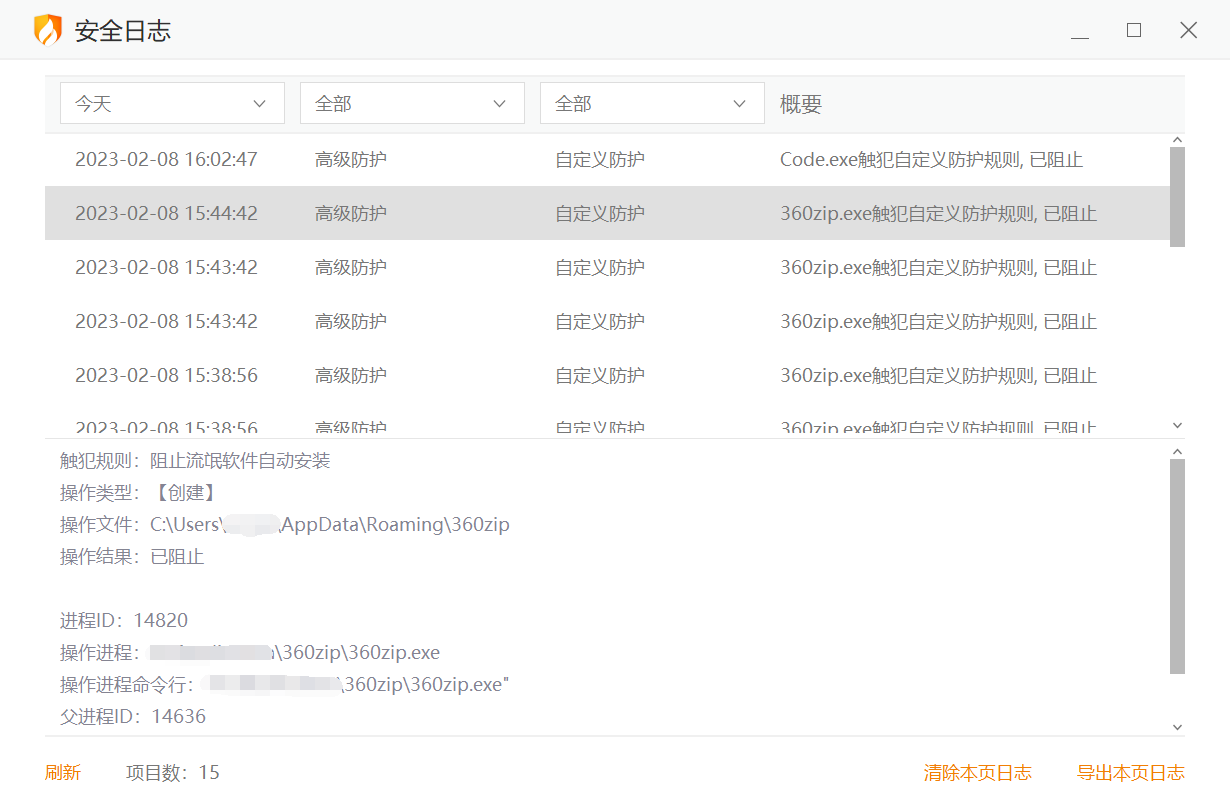 安全日志
今天 全部 全部 概要
2023-02-08 16:02:47 高级防护 自定义防护 Code.exe触犯自定义防护规则, 已阻止
2023-02-08 15:44:42 高级防护 自定义防护 360zip.exe触犯自定义防护规则, 已阻止
2023-02-08 15:43:42 高级防护 自定义防护 360zip.exe触犯自定义防护规则, 已阻止
2023-02-08 15:43:42 高级防护 自定义防护 360zip.exe触犯自定义防护规则, 已阻止
2023-02-08 15:38:56 高级防护 自定义防护 360zip.exe触犯自定义防护规则, 已阻止
2023-02-08 15:38:56 高级防护 自定义防护 360zip.exe触犯自定义防护规则, 已阻止
触犯规则：阻止流氓软件自动安装
操作类型：【创建】
操作文件：C:\Users\ \AppData\Roaming\360zip
操作结果：已阻止
进程ID：14820
操作进程： \360zip\360zip.exe
操作进程命令行： \360zip\360zip.exe"
父进程ID：14636
刷新 项目数：15 清除本页日志 导出本页日志